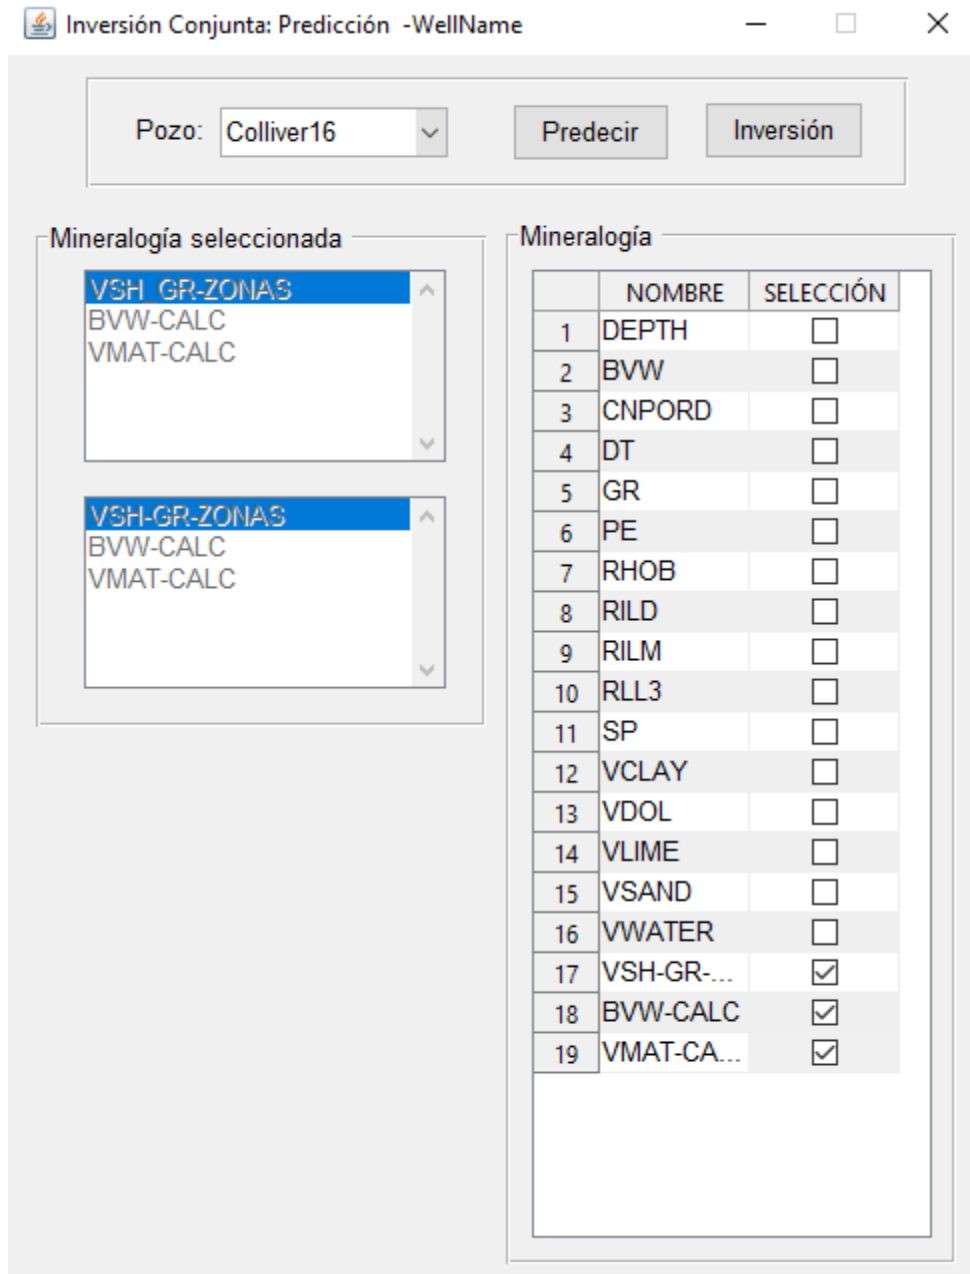 Inversión Conjunta: Predicción -WellName
Pozo: Colliver16 Predecir Inversión
Mineralogía seleccionada
VSH_GR-ZONAS
BVW-CALC
VMAT-CALC
VSH-GR-ZONAS
BVW-CALC
VMAT-CALC
Mineralogía
NOMBRE SELECCIÓN
1 DEPTH
2 BVW
3 CNPORD
4 DT
5 GR
6 PE
7 RHOB
8 RILD
9 RILM
10 RLL3
11 SP
12 VCLAY
13 VDOL
14 VLIME
15 VSAND
16 VWATER
17 VSH-GR-...
18 BVW-CALC
19 VMAT-CA...